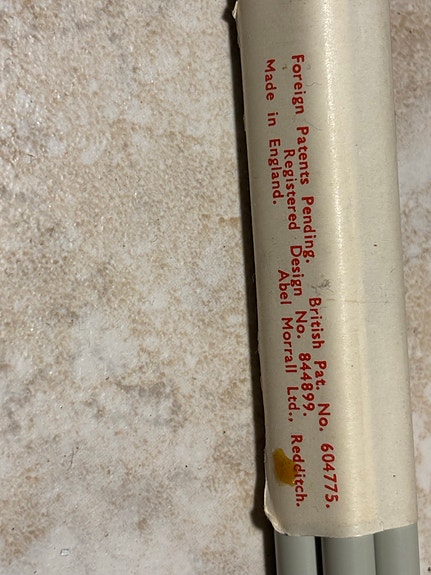 Foreign Patents Pending. British Pat. No. 604775.
Registered Design No. 844899.
Made in England. Abel Morrall Ltd., Redditch.